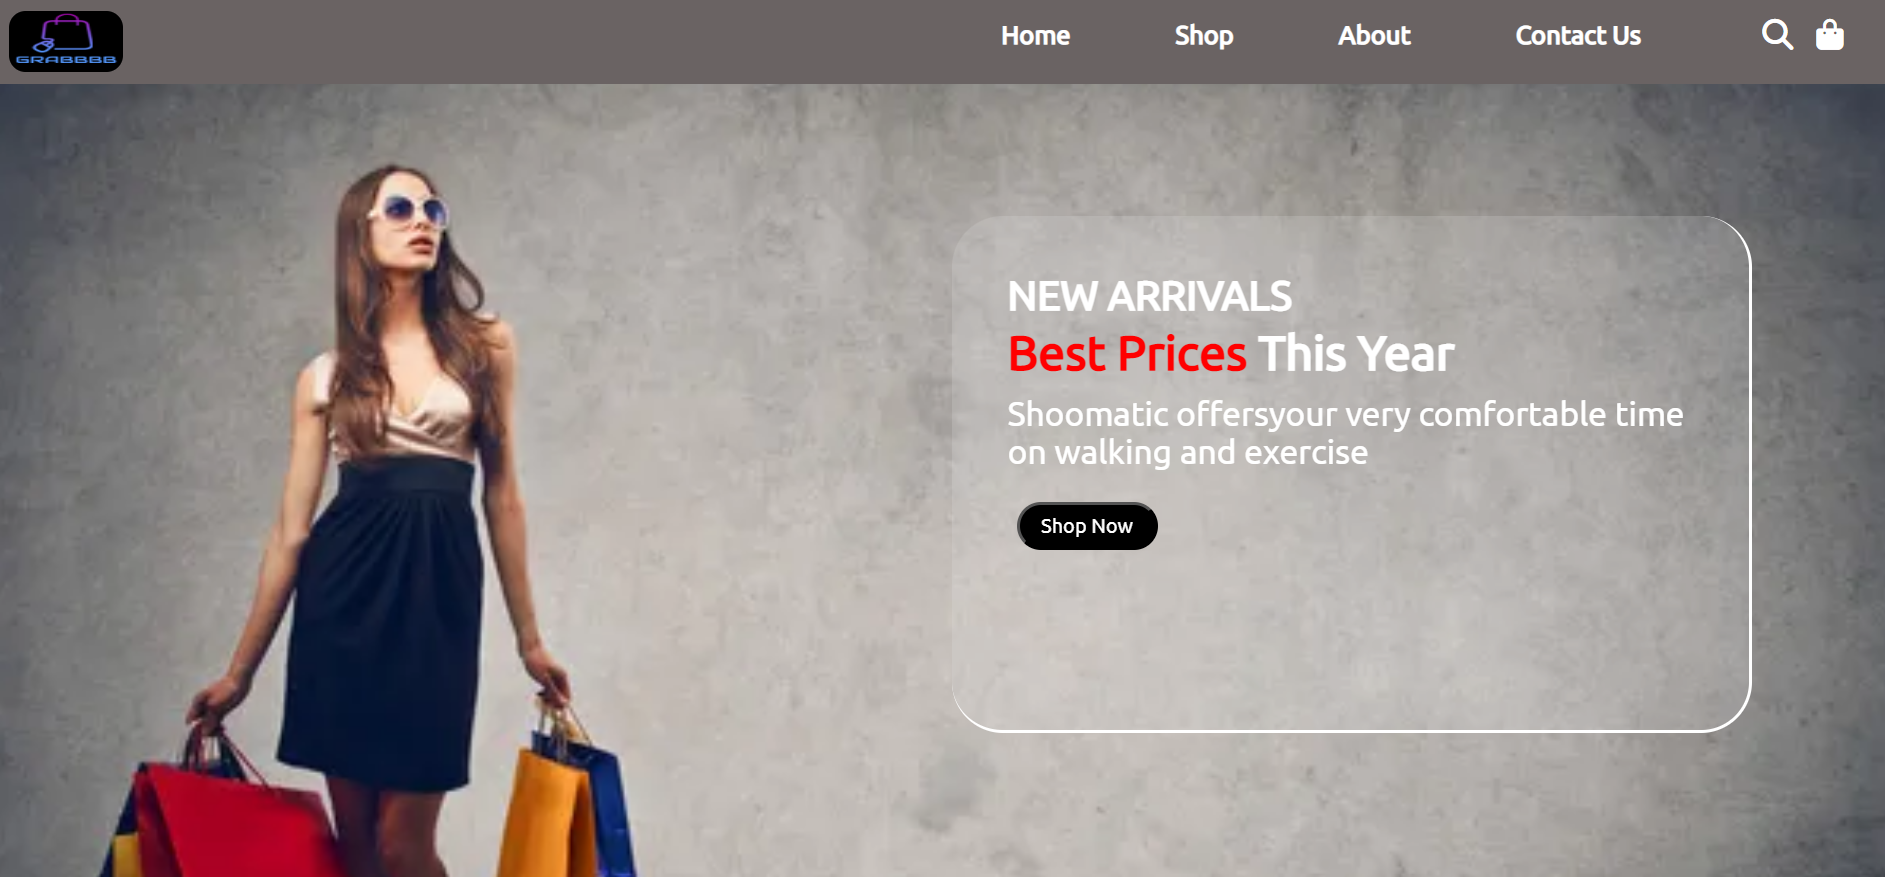 GRABBBB
Home
Shop
About
Contact Us
NEW ARRIVALS
Best Prices This Year
Shoomatic offersyour very comfortable time
on walking and exercise
Shop Now